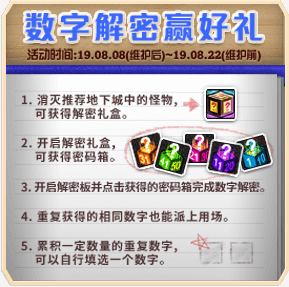 数字解密赢好礼
活动时间:19.08.08(维护后)~19.08.22(维护前)
1. 消灭推荐地下城中的怪物，
可获得解密礼盒。
2. 开启解密礼盒，
可获得密码箱。
3. 开启解密板并点击获得的密码箱完成数字解密。
4. 重复获得的相同数字也能派上用场。
5. 累积一定数量的重复数字，
可以自行填选一个数字。